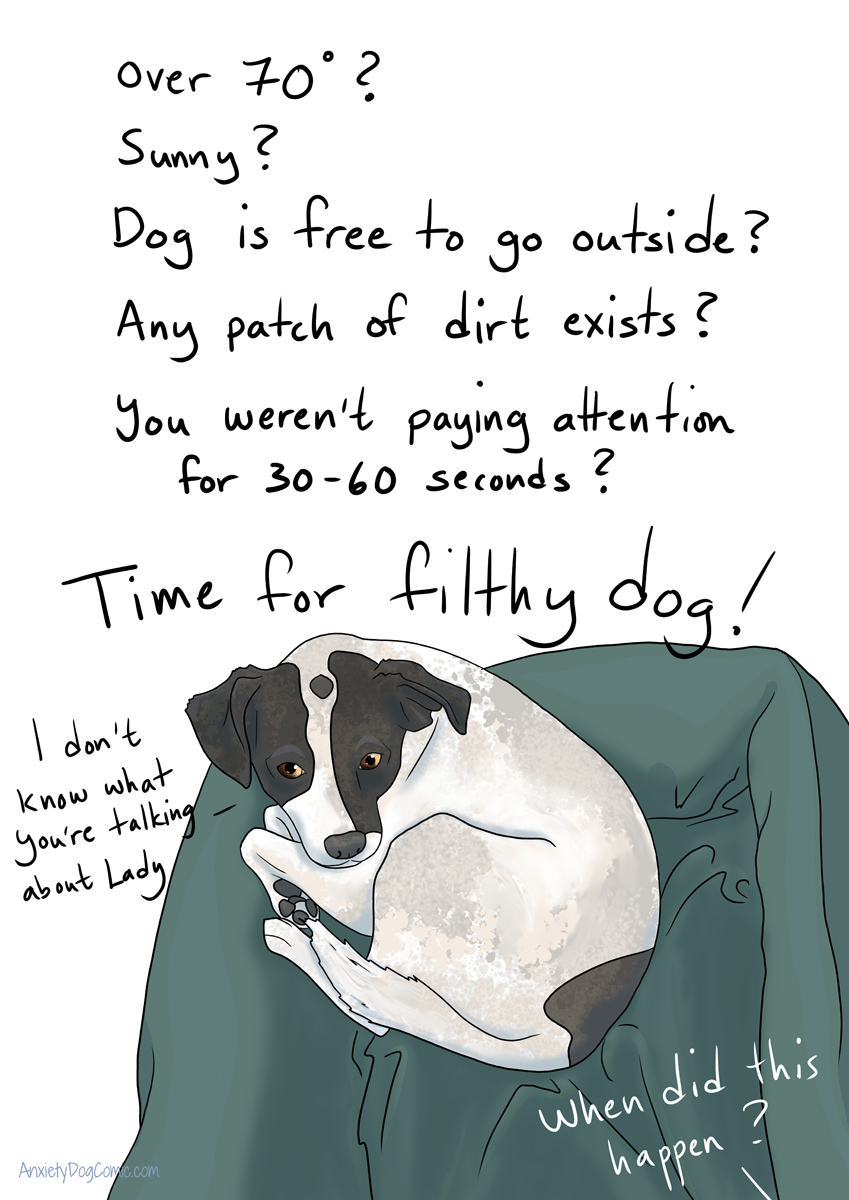 Over 70°?
Sunny?
Dog is free to go outside?
Any patch of dirt exists?
You weren't paying attention
for 30-60 seconds?
Time for filthy dog!
I don't
know what
you're talking
about Lady
When did this
happen?
AnxietyDogComic.com